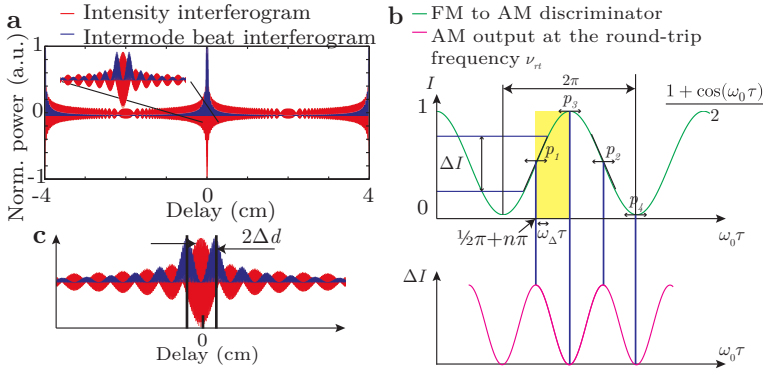 a
Intensity interferogram
Intermode beat interferogram
Norm. power (a.u.)
1
0
-1
-4
-2
0
2
4
Delay (cm)
c
2Δd
0
Delay (cm)
b
FM to AM discriminator
AM output at the round-trip
frequency ν_rt
I
2π
1 + cos(ω₀τ)
2
1
p₃
ΔI
p₁
p₂
p₄
0
½π+nπ
ω_Δτ
ω₀τ
ΔI
ω₀τ